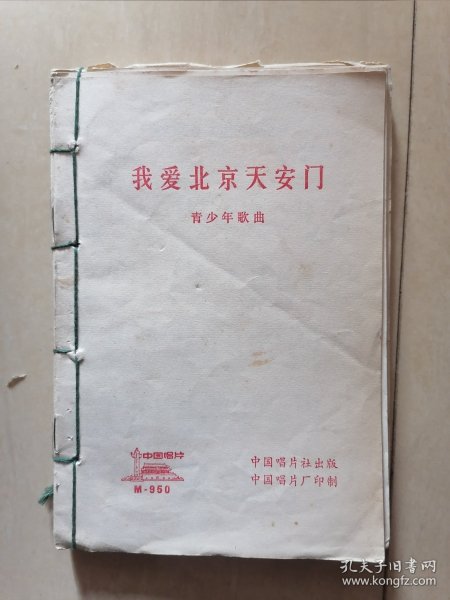 我爱北京天安门
青少年歌曲
中国唱片
M-950
中国唱片社出版
中国唱片厂印制
孔夫子旧书网
www.kongfz.com